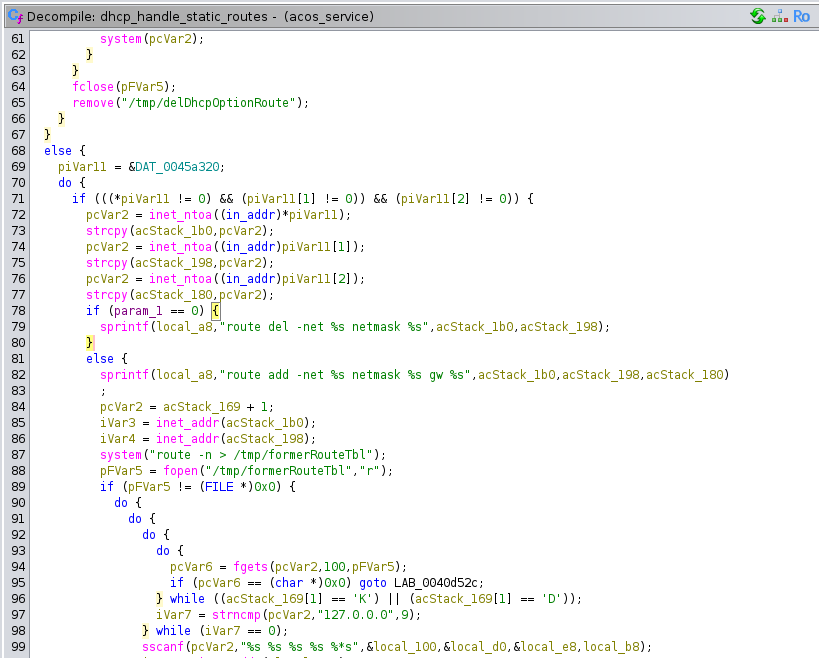 Decompile: dhcp_handle_static_routes - (acos_service)
Ro
61 system(pcVar2);
62 }
63 }
64 fclose(pFVar5);
65 remove("/tmp/delDhcpOptionRoute");
66 }
67 }
68 else {
69 piVar11 = &DAT_0045a320;
70 do {
71 if (((*piVar11 != 0) && (piVar11[1] != 0)) && (piVar11[2] != 0)) {
72 pcVar2 = inet_ntoa((in_addr)*piVar11);
73 strcpy(acStack_1b0,pcVar2);
74 pcVar2 = inet_ntoa((in_addr)piVar11[1]);
75 strcpy(acStack_198,pcVar2);
76 pcVar2 = inet_ntoa((in_addr)piVar11[2]);
77 strcpy(acStack_180,pcVar2);
78 if (param_1 == 0) {
79 sprintf(local_a8,"route del -net %s netmask %s",acStack_1b0,acStack_198);
80 }
81 else {
82 sprintf(local_a8,"route add -net %s netmask %s gw %s",acStack_1b0,acStack_198,acStack_180)
83 ;
84 pcVar2 = acStack_169 + 1;
85 iVar3 = inet_addr(acStack_1b0);
86 iVar4 = inet_addr(acStack_198);
87 system("route -n > /tmp/formerRouteTbl");
88 pFVar5 = fopen("/tmp/formerRouteTbl","r");
89 if (pFVar5 != (FILE *)0x0) {
90 do {
91 do {
92 do {
93 do {
94 pcVar6 = fgets(pcVar2,100,pFVar5);
95 if (pcVar6 == (char *)0x0) goto LAB_0040d52c;
96 } while ((acStack_169[1] == 'K') || (acStack_169[1] == 'D'));
97 iVar7 = strncmp(pcVar2,"127.0.0.0",9);
98 } while (iVar7 == 0);
99 sscanf(pcVar2,"%s %s %s %s %*s",&local_100,&local_d0,&local_e8,local_b8);